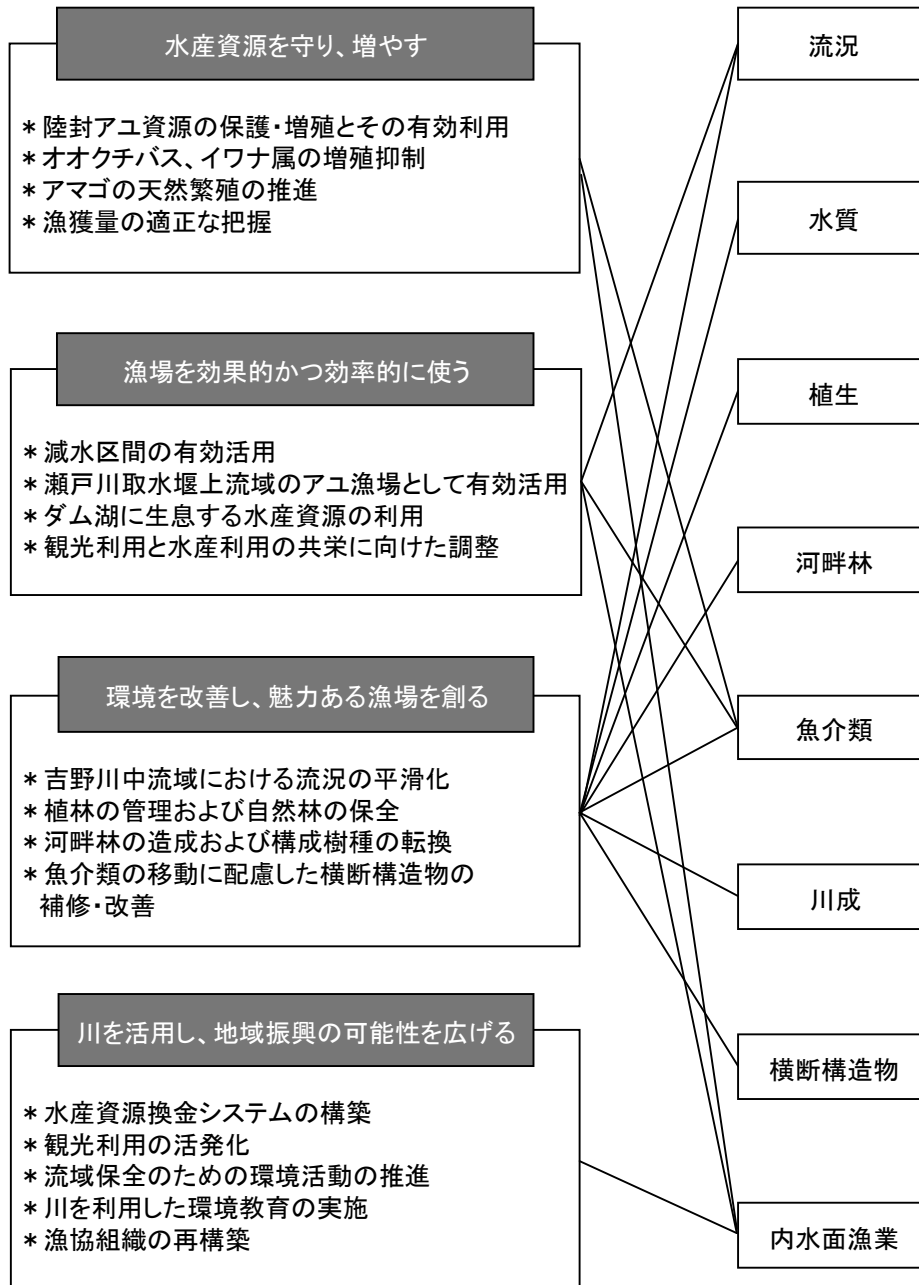 水産資源を守り、増やす
＊陸封アユ資源の保護・増殖とその有効利用
＊オオクチバス、イワナ属の増殖抑制
＊アマゴの天然繁殖の推進
＊漁獲量の適正な把握
漁場を効果的かつ効率的に使う
＊減水区間の有効活用
＊瀬戸川取水堰上流域のアユ漁場として有効活用
＊ダム湖に生息する水産資源の利用
＊観光利用と水産利用の共栄に向けた調整
環境を改善し、魅力ある漁場を創る
＊吉野川中流域における流況の平滑化
＊植林の管理および自然林の保全
＊河畔林の造成および構成樹種の転換
＊魚介類の移動に配慮した横断構造物の
補修・改善
川を活用し、地域振興の可能性を広げる
＊水産資源換金システムの構築
＊観光利用の活発化
＊流域保全のための環境活動の推進
＊川を利用した環境教育の実施
＊漁協組織の再構築
流況
水質
植生
河畔林
魚介類
川成
横断構造物
内水面漁業